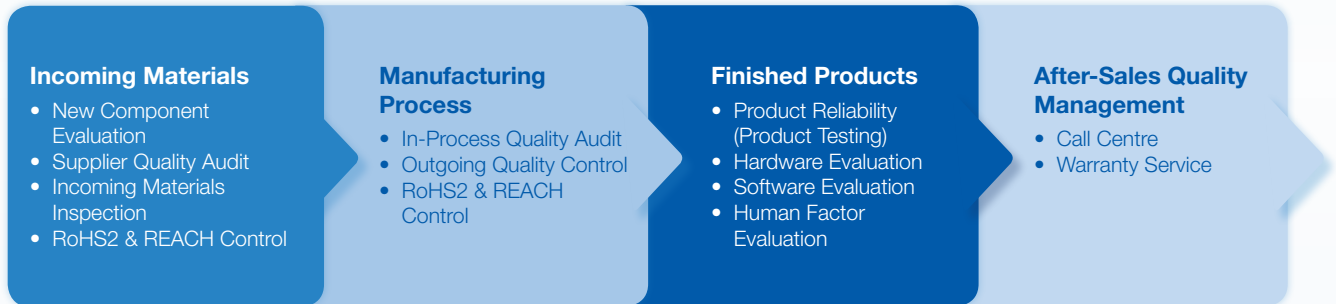 Incoming Materials
• New Component
Evaluation
• Supplier Quality Audit
• Incoming Materials
Inspection
• RoHS2 & REACH Control
Manufacturing
Process
• In-Process Quality Audit
• Outgoing Quality Control
• RoHS2 & REACH
Control
Finished Products
• Product Reliability
(Product Testing)
• Hardware Evaluation
• Software Evaluation
• Human Factor
Evaluation
After-Sales Quality
Management
• Call Centre
• Warranty Service